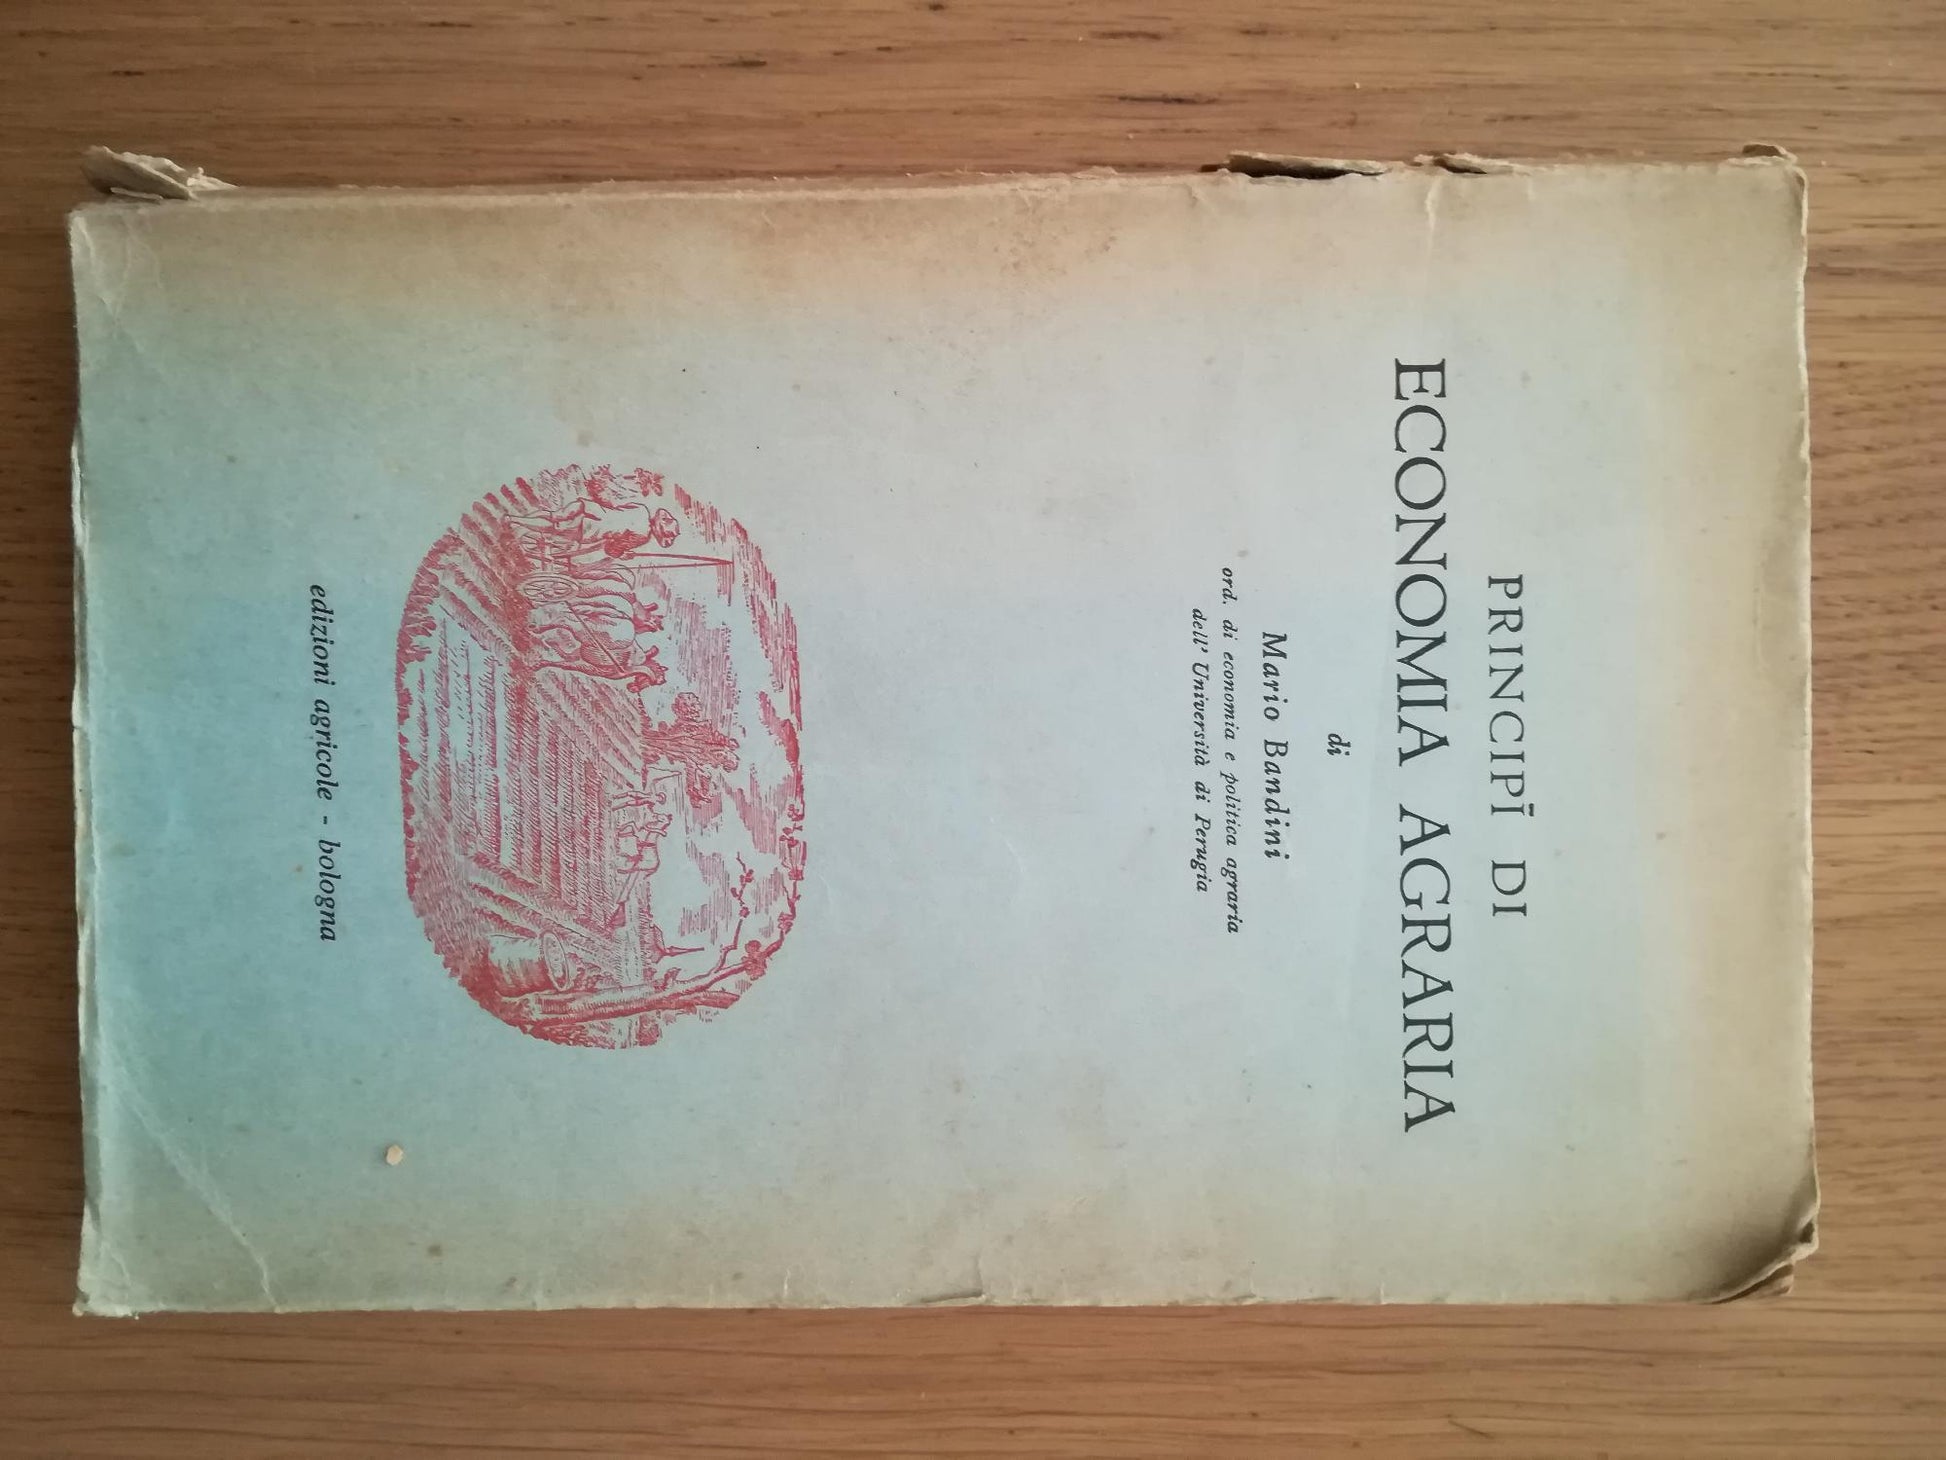 PRINCIPĪ DI
ECONOMIA AGRARIA
di
Mario Bandini
ord. di economia e politica agraria
dell' Università di Perugia
edizioni agricole - bologna